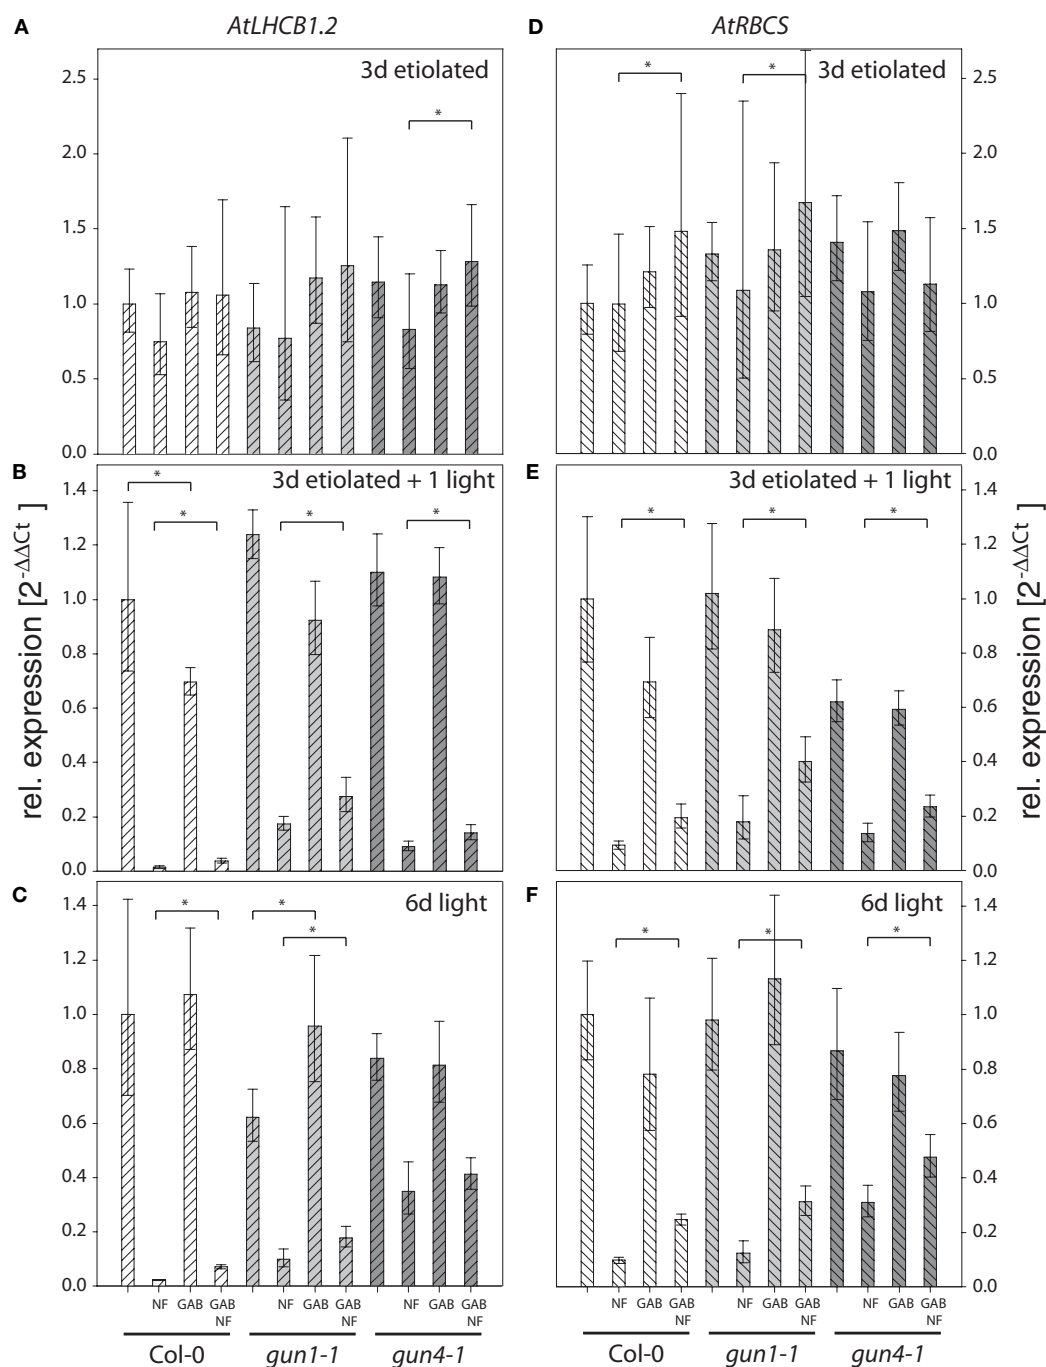 A AtLHCB1.2 D AtRBCS
3d etiolated 3d etiolated
2.5 2.5
* *
*
2.0 2.0
1.5 1.5
1.0 1.0
0.5 0.5
0.0 0.0
B 3d etiolated + 1 light E 3d etiolated + 1 light
1.4 * 1.4
* * * * * *
1.2 1.2
1.0 1.0
0.8 0.8
0.6 0.6
0.4 0.4
0.2 0.2
0.0 0.0
rel. expression [2^-ΔΔCt ] rel. expression [2^-ΔΔCt ]
C 6d light F 6d light
1.4 * * 1.4
* * * *
1.2 1.2
1.0 1.0
0.8 0.8
0.6 0.6
0.4 0.4
0.2 0.2
0.0 0.0
NF GAB GAB NF GAB GAB NF GAB GAB NF GAB GAB NF GAB GAB NF GAB GAB
NF NF NF NF NF NF
Col-0 gun1-1 gun4-1 Col-0 gun1-1 gun4-1